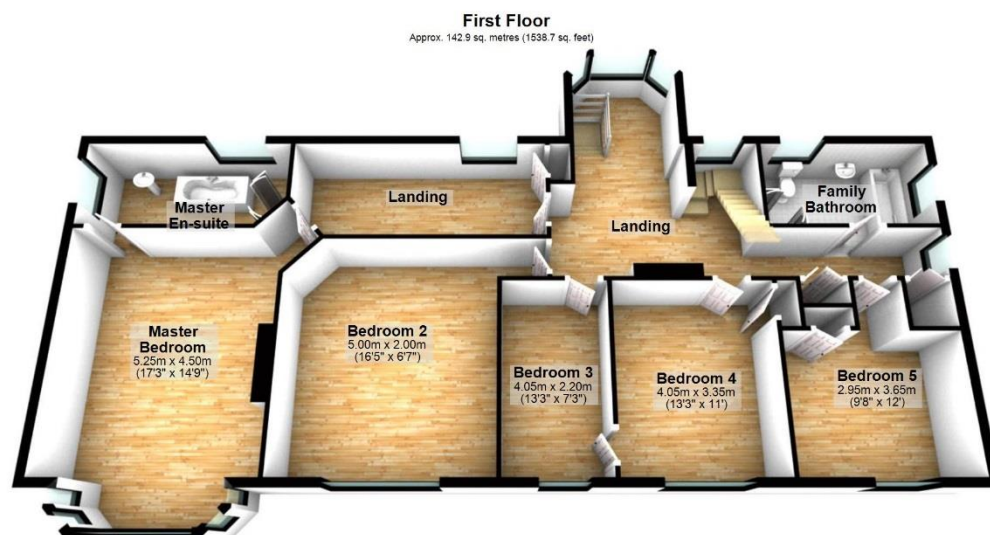 First Floor
Approx. 142.9 sq. metres (1538.7 sq. feet)
Master
En-suite
Landing
Landing
Family
Bathroom
Master
Bedroom
5.25m x 4.50m
(17'3" x 14'9")
Bedroom 2
5.00m x 2.00m
(16'5" x 6'7")
Bedroom 3
4.05m x 2.20m
(13'3" x 7'3")
Bedroom 4
4.05m x 3.35m
(13'3" x 11')
Bedroom 5
2.95m x 3.65m
(9'8" x 12')